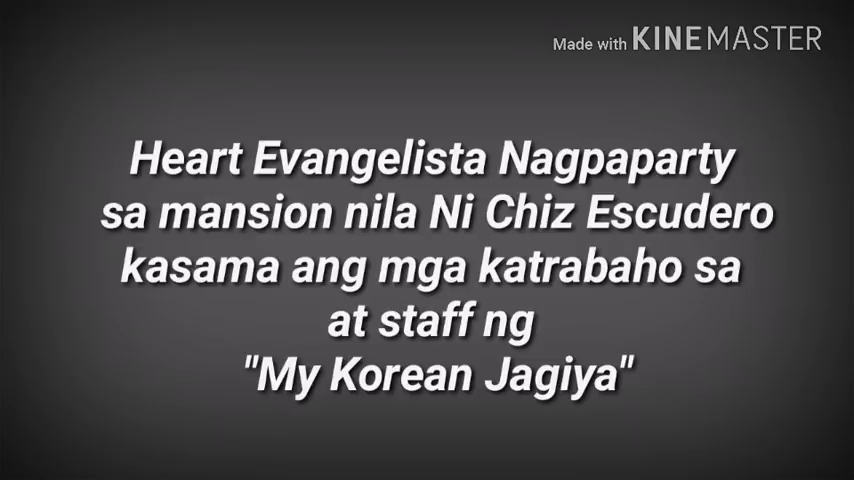 Made with KINEMASTER
Heart Evangelista Nagpaparty
sa mansion nila Ni Chiz Escudero
kasama ang mga katrabaho sa
at staff ng
"My Korean Jagiya"